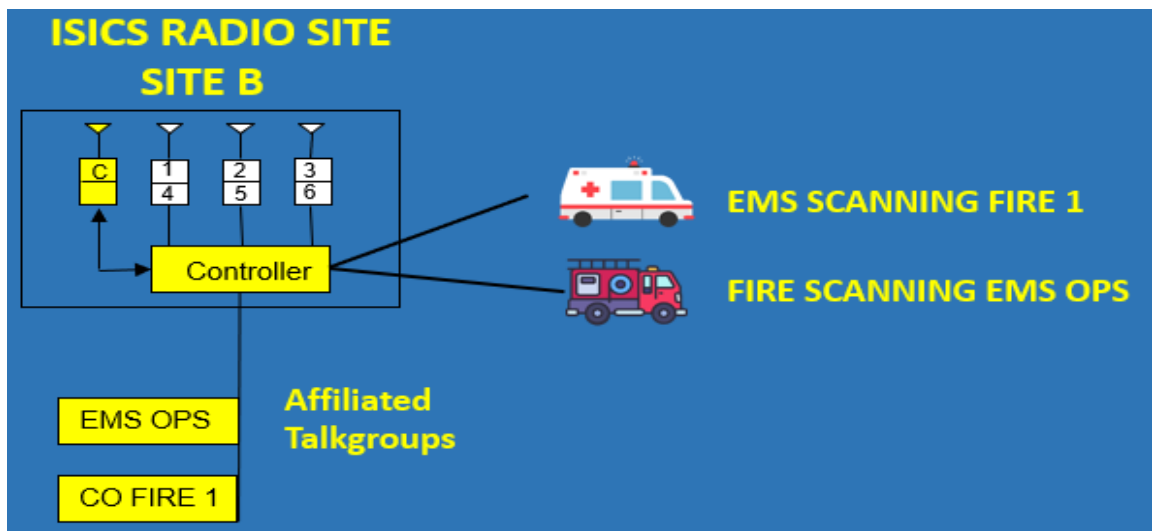 ISICS RADIO SITE
SITE B
C
1
4
2
5
3
6
Controller
EMS SCANNING FIRE 1
FIRE SCANNING EMS OPS
EMS OPS
CO FIRE 1
Affiliated
Talkgroups